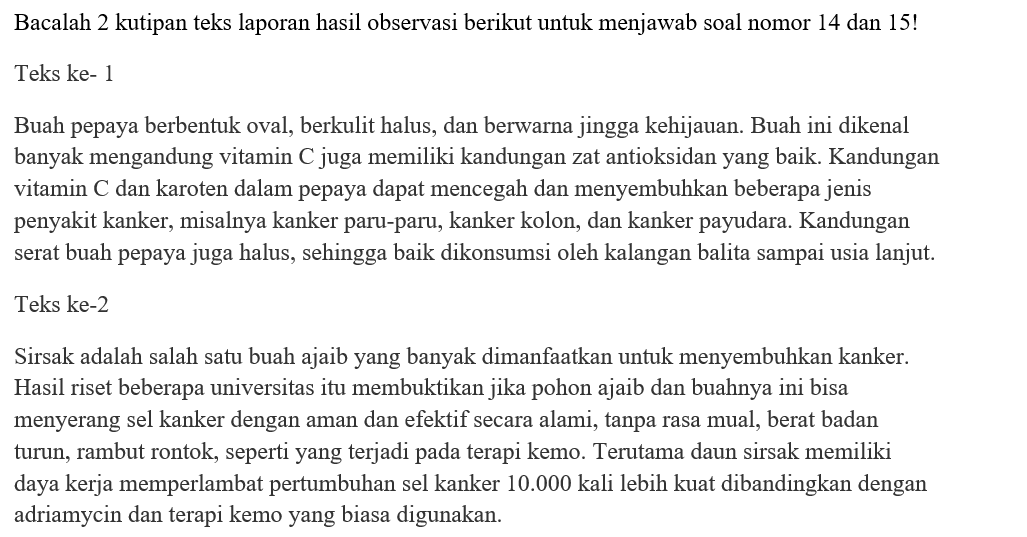 Bacalah 2 kutipan teks laporan hasil observasi berikut untuk menjawab soal nomor 14 dan 15!
Teks ke- 1
Buah pepaya berbentuk oval, berkulit halus, dan berwarna jingga kehijauan. Buah ini dikenal
banyak mengandung vitamin C juga memiliki kandungan zat antioksidan yang baik. Kandungan
vitamin C dan karoten dalam pepaya dapat mencegah dan menyembuhkan beberapa jenis
penyakit kanker, misalnya kanker paru-paru, kanker kolon, dan kanker payudara. Kandungan
serat buah pepaya juga halus, sehingga baik dikonsumsi oleh kalangan balita sampai usia lanjut.
Teks ke-2
Sirsak adalah salah satu buah ajaib yang banyak dimanfaatkan untuk menyembuhkan kanker.
Hasil riset beberapa universitas itu membuktikan jika pohon ajaib dan buahnya ini bisa
menyerang sel kanker dengan aman dan efektif secara alami, tanpa rasa mual, berat badan
turun, rambut rontok, seperti yang terjadi pada terapi kemo. Terutama daun sirsak memiliki
daya kerja memperlambat pertumbuhan sel kanker 10.000 kali lebih kuat dibandingkan dengan
adriamycin dan terapi kemo yang biasa digunakan.